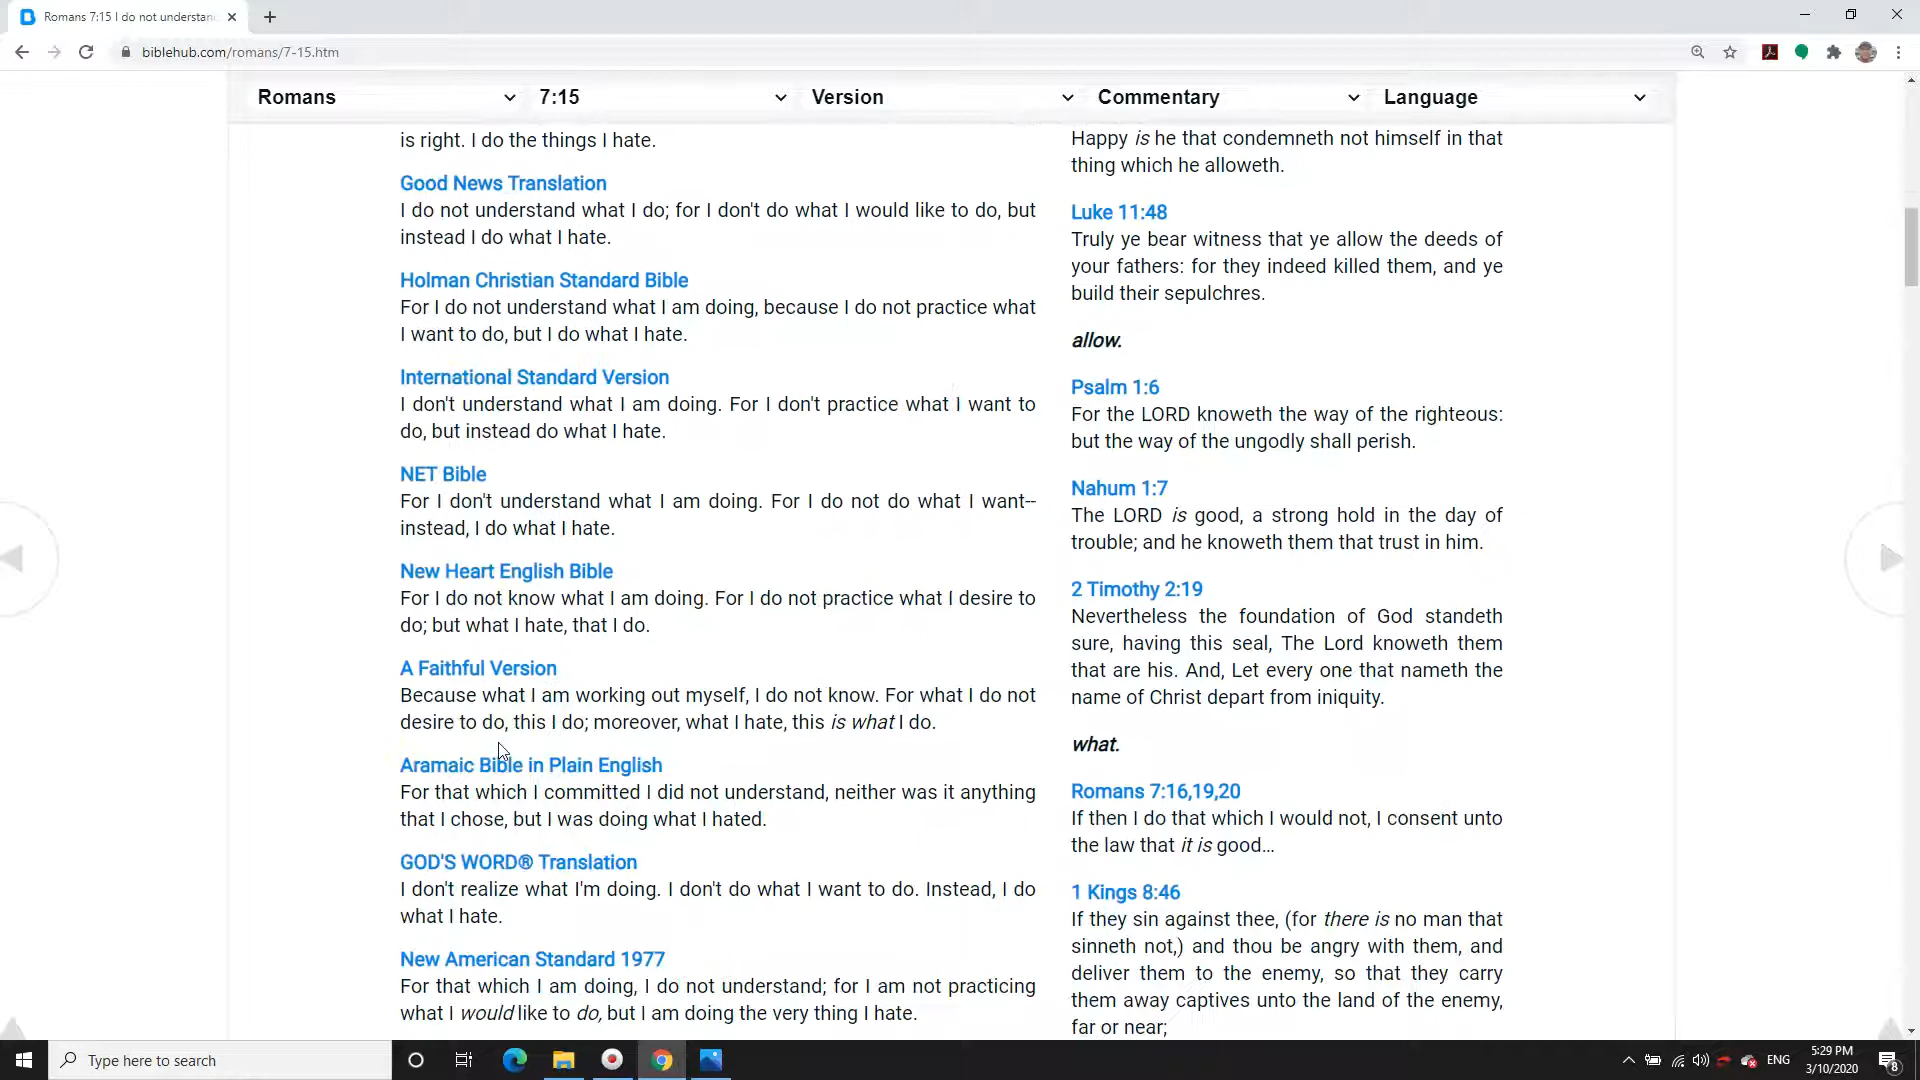 Romans 7:15 I do not understan
biblehub.com/romans/7-15.htm
Romans
7:15
Version
Commentary
Language
is right. I do the things I hate.
Good News Translation
I do not understand what I do; for I don't do what I would like to do, but
instead I do what I hate.
Holman Christian Standard Bible
For I do not understand what I am doing, because I do not practice what
I want to do, but I do what I hate.
International Standard Version
I don't understand what I am doing. For I don't practice what I want to
do, but instead do what I hate.
NET Bible
For I don't understand what I am doing. For I do not do what I want--
instead, I do what I hate.
New Heart English Bible
For I do not know what I am doing. For I do not practice what I desire to
do; but what I hate, that I do.
A Faithful Version
Because what I am working out myself, I do not know. For what I do not
desire to do, this I do; moreover, what I hate, this is what I do.
Aramaic Bible in Plain English
For that which I committed I did not understand, neither was it anything
that I chose, but I was doing what I hated.
GOD'S WORD® Translation
I don't realize what I'm doing. I don't do what I want to do. Instead, I do
what I hate.
New American Standard 1977
For that which I am doing, I do not understand; for I am not practicing
what I would like to do, but I am doing the very thing I hate.
Happy is he that condemneth not himself in that
thing which he alloweth.
Luke 11:48
Truly ye bear witness that ye allow the deeds of
your fathers: for they indeed killed them, and ye
build their sepulchres.
allow.
Psalm 1:6
For the LORD knoweth the way of the righteous:
but the way of the ungodly shall perish.
Nahum 1:7
The LORD is good, a strong hold in the day of
trouble; and he knoweth them that trust in him.
2 Timothy 2:19
Nevertheless the foundation of God standeth
sure, having this seal, The Lord knoweth them
that are his. And, Let every one that nameth the
name of Christ depart from iniquity.
what.
Romans 7:16,19,20
If then I do that which I would not, I consent unto
the law that it is good…
1 Kings 8:46
If they sin against thee, (for there is no man that
sinneth not,) and thou be angry with them, and
deliver them to the enemy, so that they carry
them away captives unto the land of the enemy,
far or near;
Type here to search
ENG
5:29 PM
3/10/2020
8